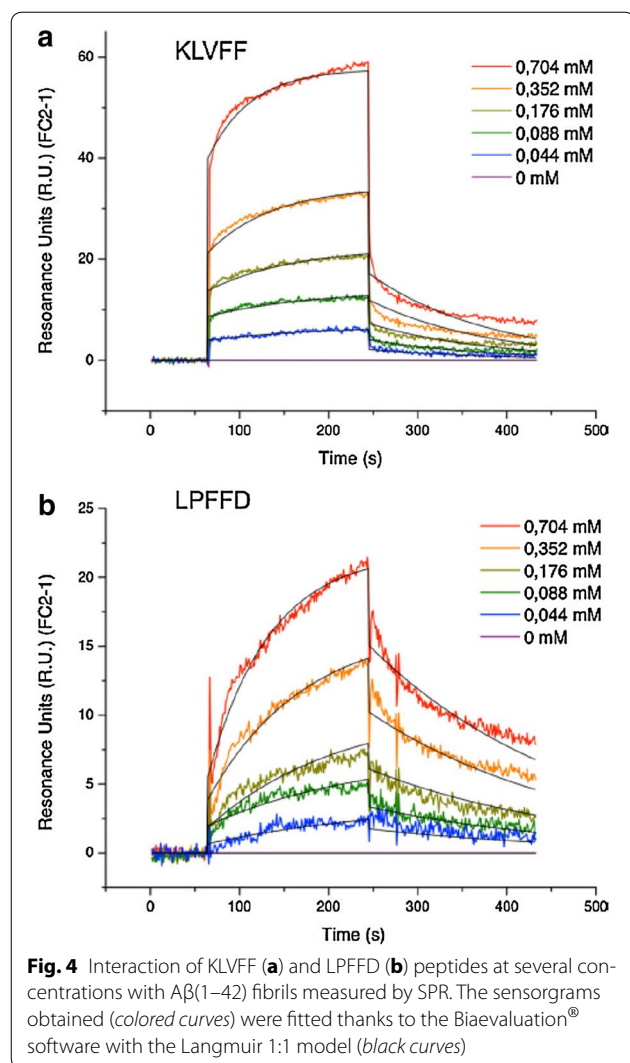 a
KLVFF
60
40
20
0
0,704 mM
0,352 mM
0,176 mM
0,088 mM
0,044 mM
0 mM
Resoanance Units (R.U.) (FC2-1)
0 100 200 300 400 500
Time (s)
b
LPFFD
25
20
15
10
5
0
0,704 mM
0,352 mM
0,176 mM
0,088 mM
0,044 mM
0 mM
Resonance Units (R.U.) (FC2-1)
0 100 200 300 400 500
Time (s)
Fig. 4 Interaction of KLVFF (a) and LPFFD (b) peptides at several con-
centrations with Aβ(1–42) fibrils measured by SPR. The sensorgrams
obtained (colored curves) were fitted thanks to the Biaevaluation®
software with the Langmuir 1:1 model (black curves)